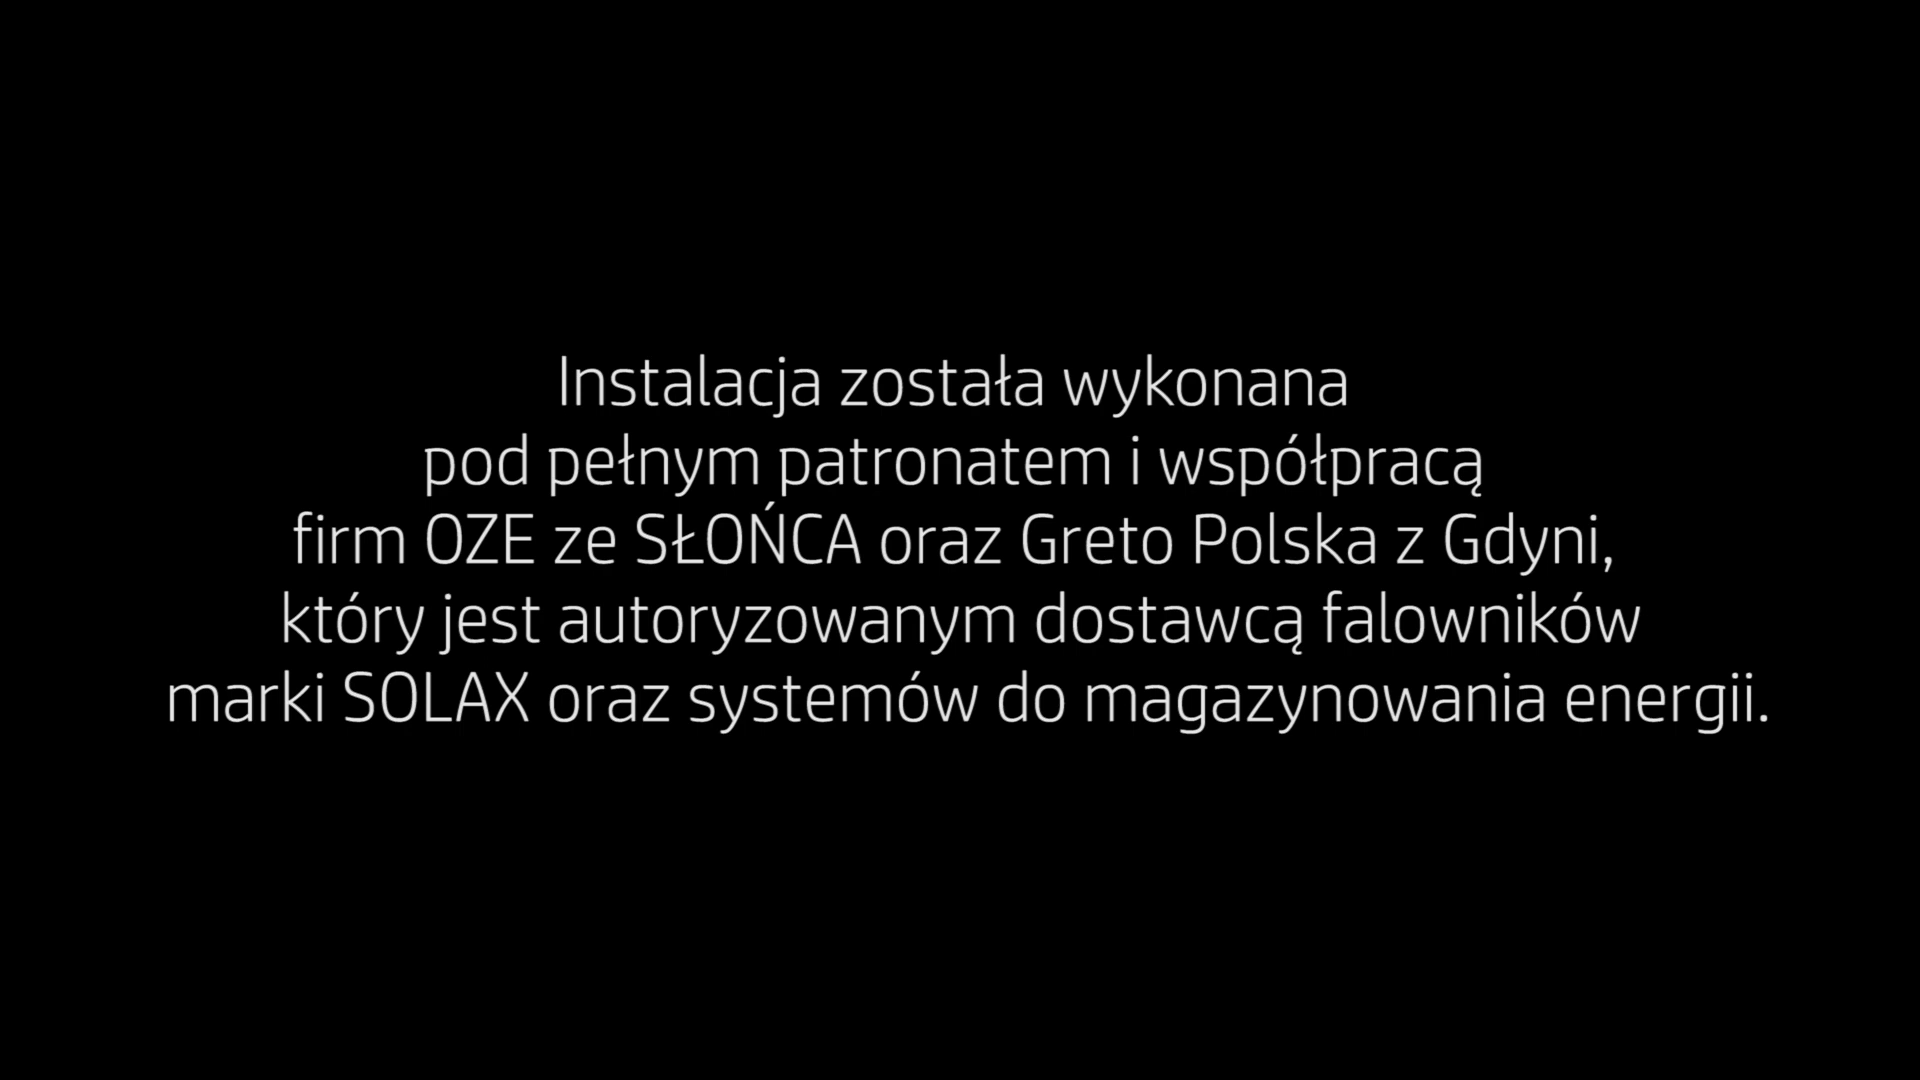 Instalacja została wykonana
pod pełnym patronatem i współpracą
firm OZE ze SŁOŃCA oraz Greto Polska z Gdyni,
który jest autoryzowanym dostawcą falowników
marki SOLAX oraz systemów do magazynowania energii.